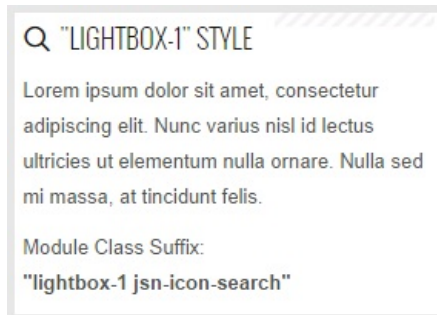 "LIGHTBOX-1" STYLE
Lorem ipsum dolor sit amet, consectetur
adipiscing elit. Nunc varius nisl id lectus
ultricies ut elementum nulla ornare. Nulla sed
mi massa, at tincidunt felis.
Module Class Suffix:
"lightbox-1 jsn-icon-search"